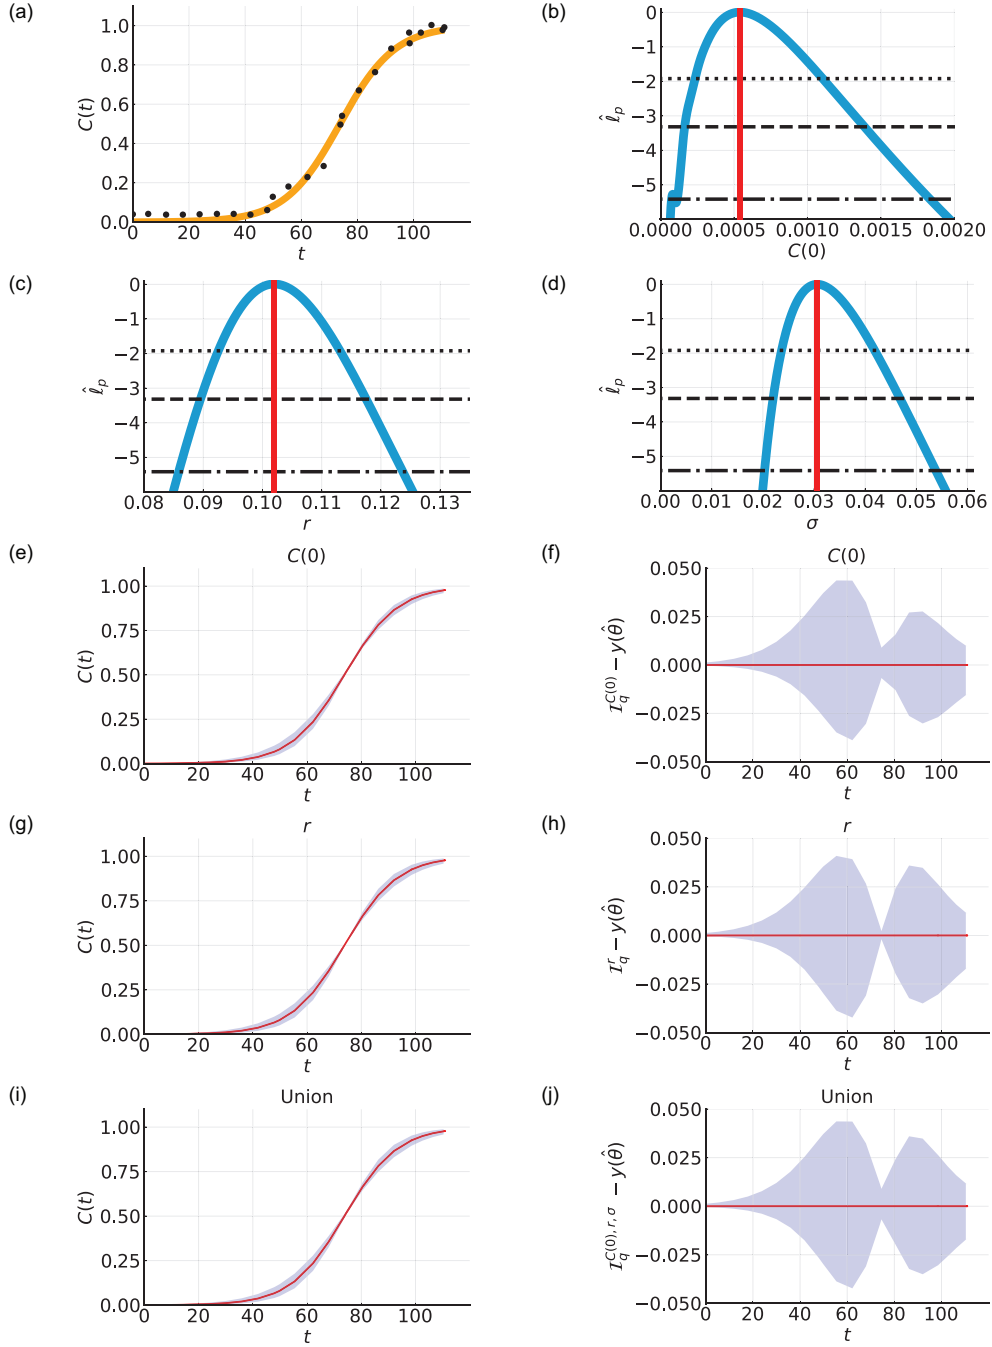 (a)
1.0
0.8
0.6
0.4
0.2
0.0
C(t)
0 20 40 60 80 100
t
(b)
0
−1
−2
−3
−4
−5
ℓ̂ₚ
0.0000 0.0005 0.0010 0.0015 0.0020
C(0)
(c)
0
−1
−2
−3
−4
−5
ℓ̂ₚ
0.08 0.09 0.10 0.11 0.12 0.13
r
(d)
0
−1
−2
−3
−4
−5
ℓ̂ₚ
0.00 0.01 0.02 0.03 0.04 0.05 0.06
σ
(e)
C(0)
1.00
0.75
0.50
0.25
0.00
C(t)
0 20 40 60 80 100
t
(f)
C(0)
0.050
0.025
0.000
−0.025
−0.050
ℐ_q^{C(0)} − y(θ̂)
0 20 40 60 80 100
t
(g)
r
1.00
0.75
0.50
0.25
0.00
C(t)
0 20 40 60 80 100
t
(h)
r
0.050
0.025
0.000
−0.025
−0.050
ℐ_q^r − y(θ̂)
0 20 40 60 80 100
t
(i)
Union
1.00
0.75
0.50
0.25
0.00
C(t)
0 20 40 60 80 100
t
(j)
Union
0.050
0.025
0.000
−0.025
−0.050
ℐ_q^{C(0), r, σ} − y(θ̂)
0 20 40 60 80 100
t